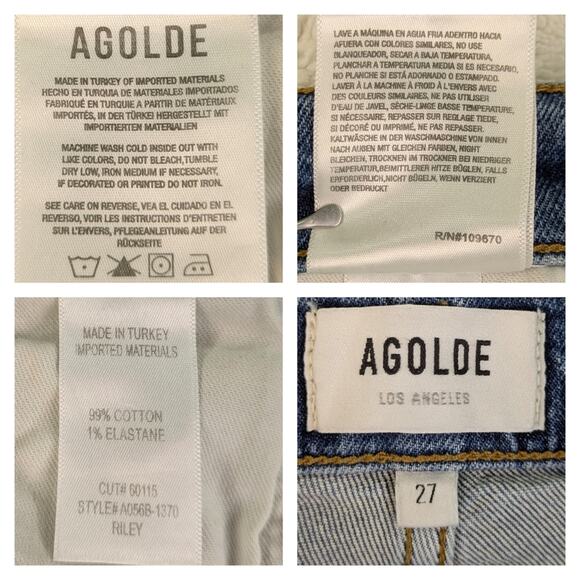 AGOLDE
MADE IN TURKEY OF IMPORTED MATERIALS
HECHO EN TURQUIA DE MATERIALES IMPORTADOS
FABRIQUÉ EN TURQUIE A PARTIR DE MATÉRIAUX
IMPORTÉS, IN DER TÜRKEI HERGESTELLT MIT
IMPORTIERTEN MATERIALIEN
MACHINE WASH COLD INSIDE OUT WITH
LIKE COLORS, DO NOT BLEACH,TUMBLE
DRY LOW, IRON MEDIUM IF NECESSARY,
IF DECORATED OR PRINTED DO NOT IRON.
SEE CARE ON REVERSE, VEA EL CUIDADO EN EL
REVERSO, VOIR LES INSTRUCTIONS D'ENTRETIEN
SUR L'ENVERS, PFLEGEANLEITUNG AUF DER
RÜCKSEITE
LAVE A MÁQUINA EN AGUA FRIA ADENTRO HACIA
AFUERA CON COLORES SIMILARES, NO USE
BLANQUEADOR, SECAR A BAJA TEMPERATURA,
PLANCHAR A TEMPERATURA MEDIA SI ES NECESARIO,
NO PLANCHE SI ESTÁ ADORNADO O ESTAMPADO.
LAVER À LA MACHINE À FROID À L'ENVERS AVEC
DES COULEURS SIMILAIRES, NE PAS UTILISER
D'EAU DE JAVEL, SÈCHE-LINGE BASSE TEMPÉRATURE,
SI NÉCESSAIRE, REPASSER SUR REGLAGE TIEDE,
SI DÉCORÉ OU IMPRIMÉ, NE PAS REPASSER.
KALTWÄSCHE IN DER WASCHMASCHINE VON INNEN
NACH AUßEN MIT GLEICHEN FARBEN, NIGHT
BLEICHEN, TROCKNEN IM TROCKNER BEI NIEDRIGER
TEMPERATUR,BEIMITTLERER HITZE BÜGLEN, FALLS
ERFORDERLICH,NICHT BÜGELN, WENN VERZIERT
ODER BEDRUCKT
R/N#109670
MADE IN TURKEY
IMPORTED MATERIALS
99% COTTON
1% ELASTANE
CUT# 60115
STYLE# A056B-1370
RILEY
AGOLDE
LOS ANGELES
27